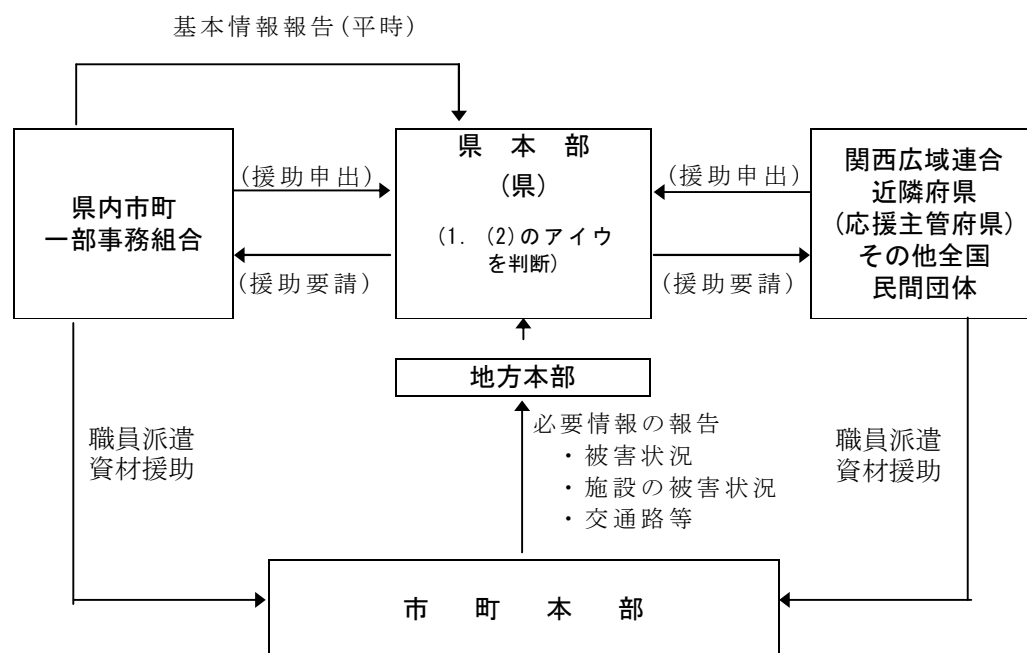 基本情報報告(平時)
県内市町
一部事務組合
(援助申出)
(援助要請)
県本部
(県)
(1. (2)のアイウ
を判断)
(援助申出)
(援助要請)
関西広域連合
近隣府県
(応援主管府県)
その他全国
民間団体
地方本部
職員派遣
資材援助
必要情報の報告
・被害状況
・施設の被害状況
・交通路等
職員派遣
資材援助
市町本部